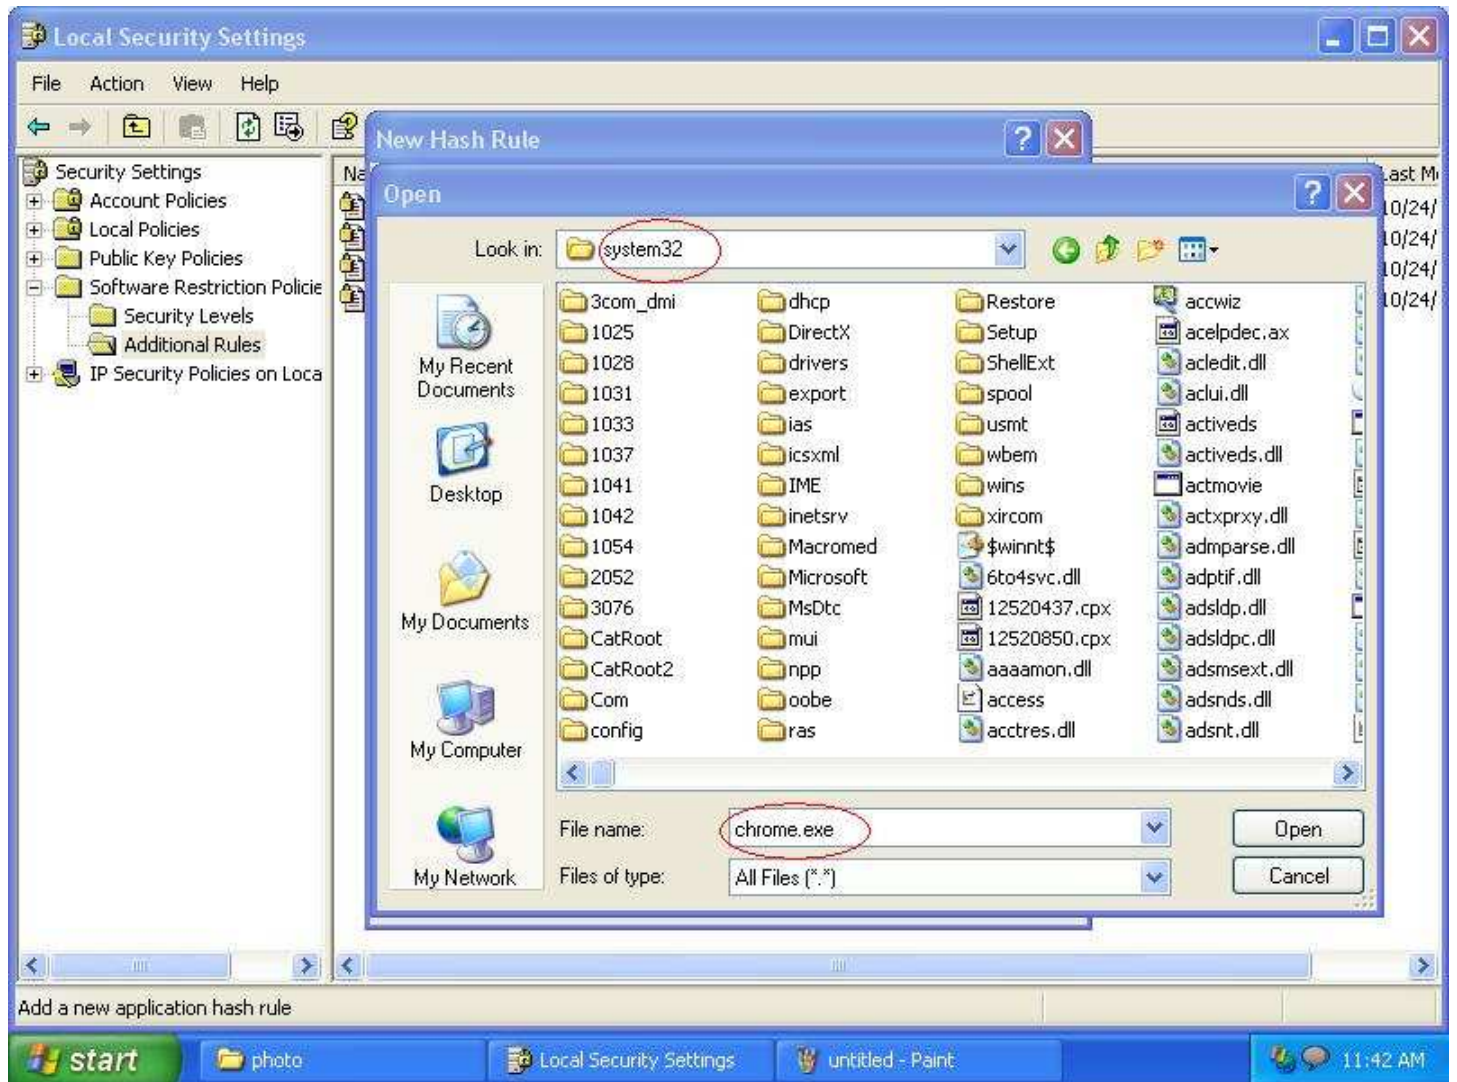 Local Security Settings
File Action View Help
New Hash Rule
Open
Security Settings
Account Policies
Local Policies
Public Key Policies
Software Restriction Policie
Security Levels
Additional Rules
IP Security Policies on Loca
Na
Last M
10/24/
10/24/
10/24/
10/24/
Look in: system32
My Recent Documents
Desktop
My Documents
My Computer
My Network
3com_dmi dhcp Restore accwiz
1025 DirectX Setup acelpdec.ax
1028 drivers ShellExt acledit.dll
1031 export spool aclui.dll
1033 ias usmt activeds
1037 icsxml wbem activeds.dll
1041 IME wins actmovie
1042 inetsrv xircom actxprxy.dll
1054 Macromed $winnt$ admparse.dll
2052 Microsoft 6to4svc.dll adptif.dll
3076 MsDtc 12520437.cpx adsldp.dll
CatRoot mui 12520850.cpx adsldpc.dll
CatRoot2 npp aaaamon.dll adsmsext.dll
Com oobe access adsnds.dll
config ras acctres.dll adsnt.dll
File name: chrome.exe Open
Files of type: All Files (*.*) Cancel
Add a new application hash rule
start photo Local Security Settings untitled - Paint 11:42 AM